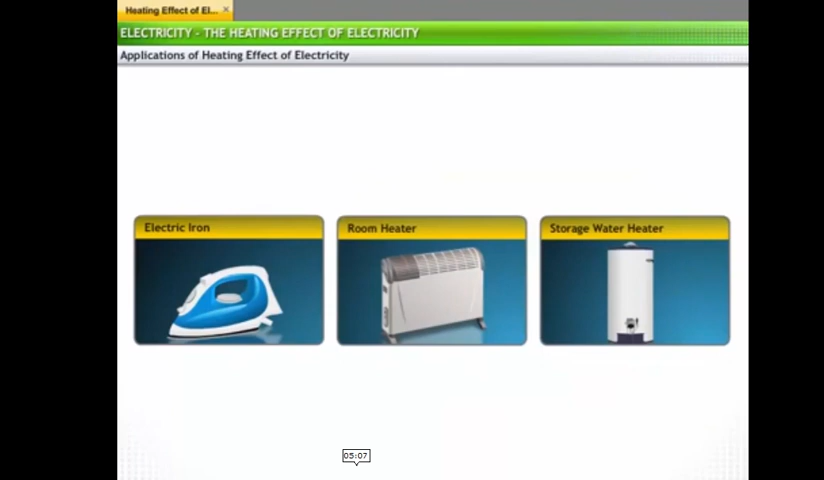 Heating Effect of El... ×
ELECTRICITY - THE HEATING EFFECT OF ELECTRICITY
Applications of Heating Effect of Electricity
Electric Iron
Room Heater
Storage Water Heater
05:07